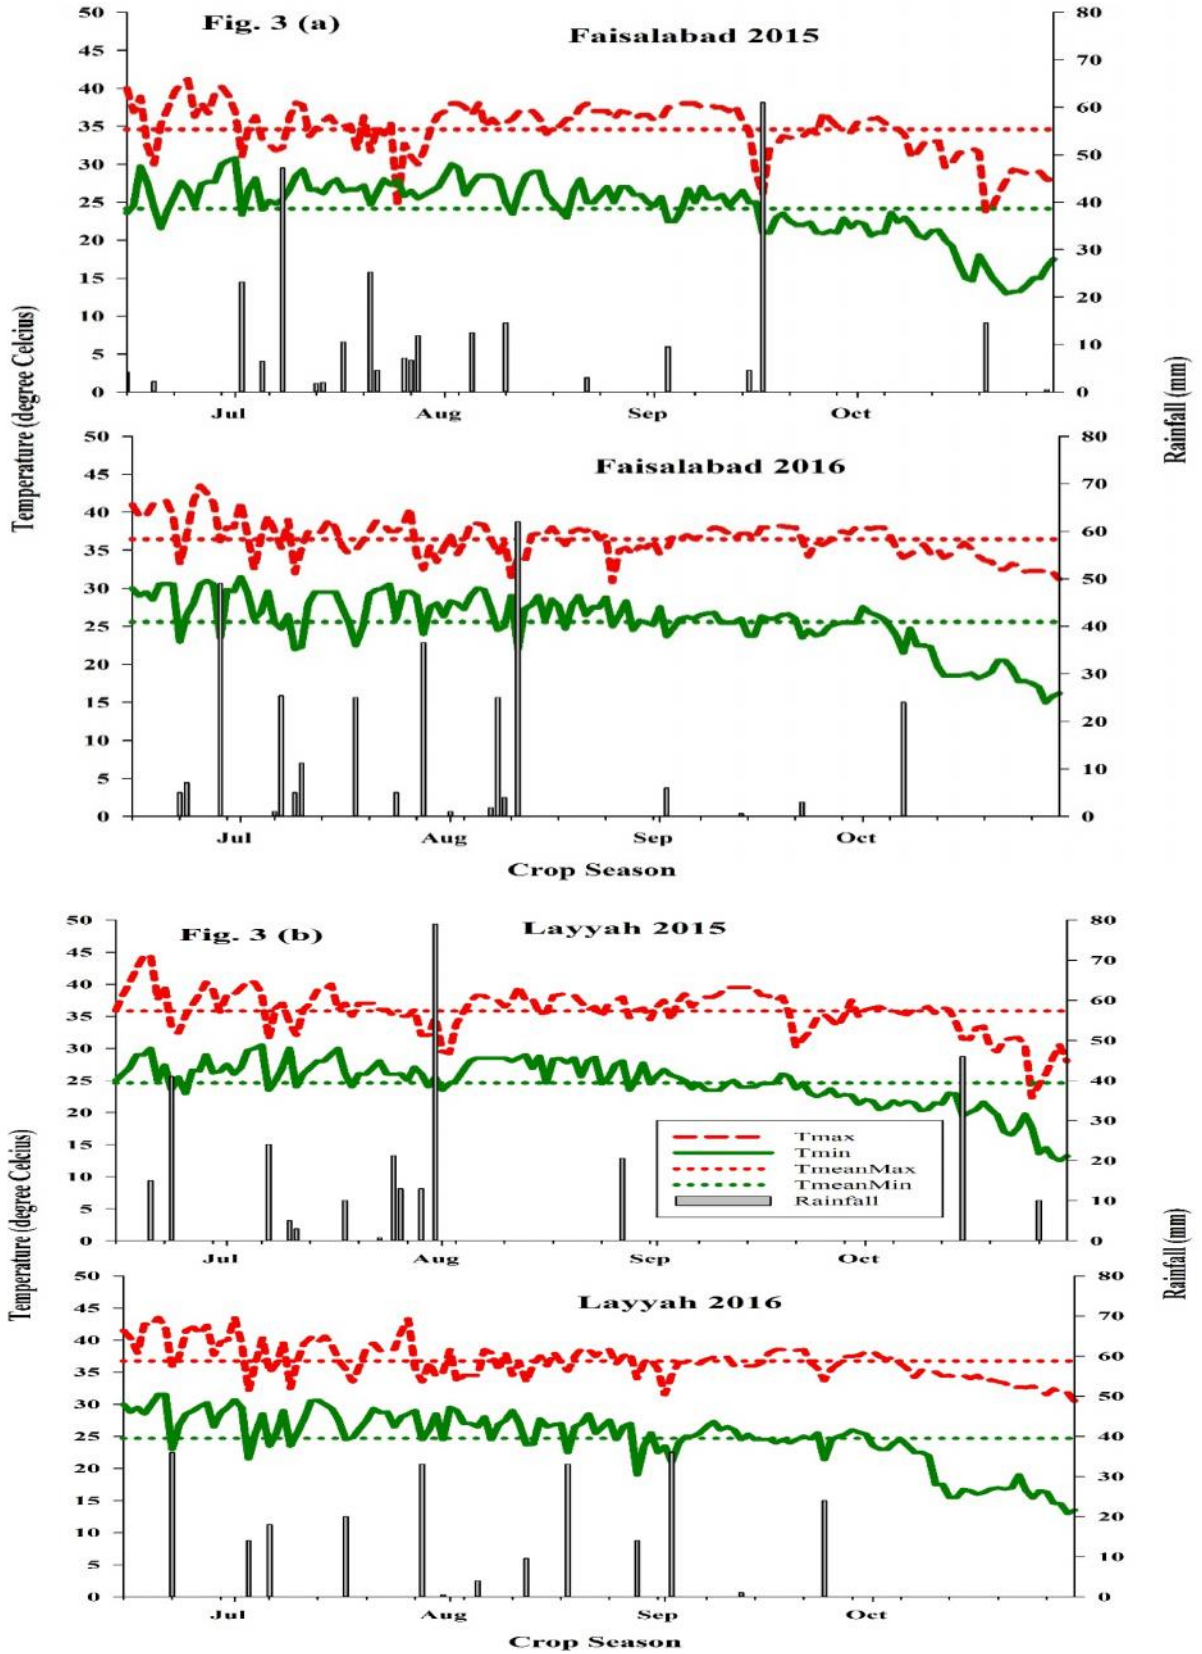 Fig. 3 (a)
Faisalabad 2015
50
45
40
35
30
25
20
15
10
5
0
80
70
60
50
40
30
20
10
0
Jul
Aug
Sep
Oct
Temperature (degree Celcius)
Rainfall (mm)
Faisalabad 2016
50
45
40
35
30
25
20
15
10
5
0
80
70
60
50
40
30
20
10
0
Jul
Aug
Sep
Oct
Crop Season
Fig. 3 (b)
Layyah 2015
50
45
40
35
30
25
20
15
10
5
0
80
70
60
50
40
30
20
10
0
Tmax
Tmin
TmeanMax
TmeanMin
Rainfall
Jul
Aug
Sep
Oct
Temperature (degree Celcius)
Rainfall (mm)
Layyah 2016
50
45
40
35
30
25
20
15
10
5
0
80
70
60
50
40
30
20
10
0
Jul
Aug
Sep
Oct
Crop Season